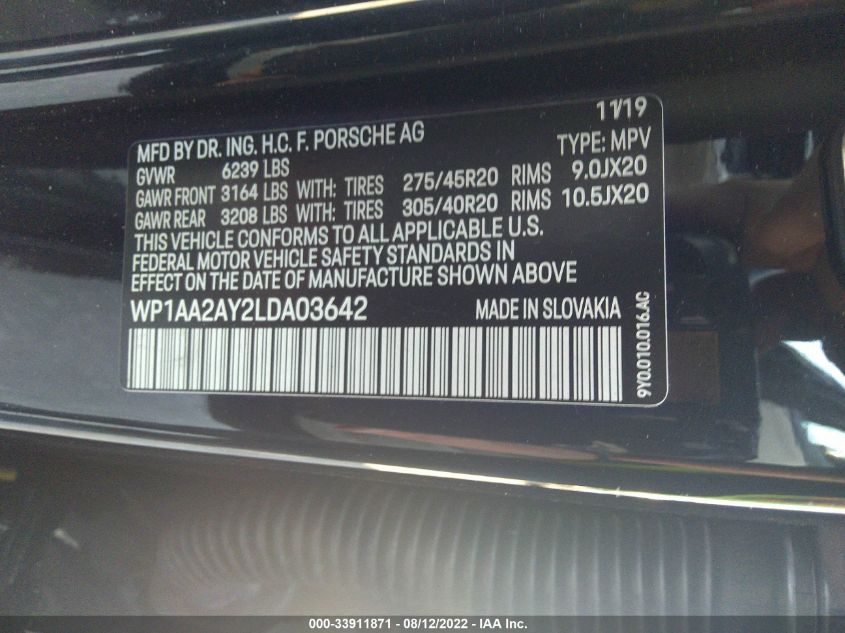 11/19
MFD BY DR. ING. H.C. F. PORSCHE AG TYPE: MPV
GVWR 6239 LBS
GAWR FRONT 3164 LBS WITH: TIRES 275/45R20 RIMS 9.0JX20
GAWR REAR 3208 LBS WITH: TIRES 305/40R20 RIMS 10.5JX20
THIS VEHICLE CONFORMS TO ALL APPLICABLE U.S.
FEDERAL MOTOR VEHICLE SAFETY STANDARDS IN
EFFECT ON THE DATE OF MANUFACTURE SHOWN ABOVE
WP1AA2AY2LDA03642 MADE IN SLOVAKIA
9Y0.010.016.AC
000-33911871 - 08/12/2022 - IAA Inc.